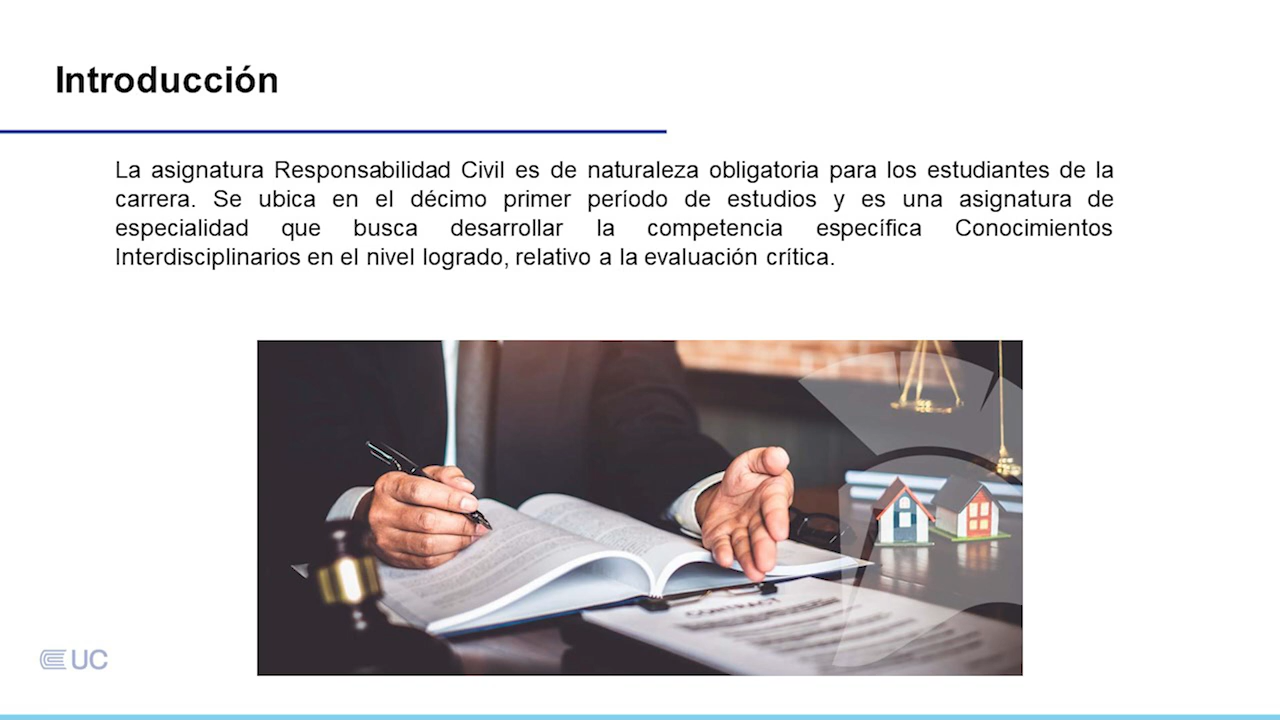 Introducción
La asignatura Responsabilidad Civil es de naturaleza obligatoria para los estudiantes de la
carrera. Se ubica en el décimo primer período de estudios y es una asignatura de
especialidad que busca desarrollar la competencia específica Conocimientos
Interdisciplinarios en el nivel logrado, relativo a la evaluación crítica.
CONTRACT
UC